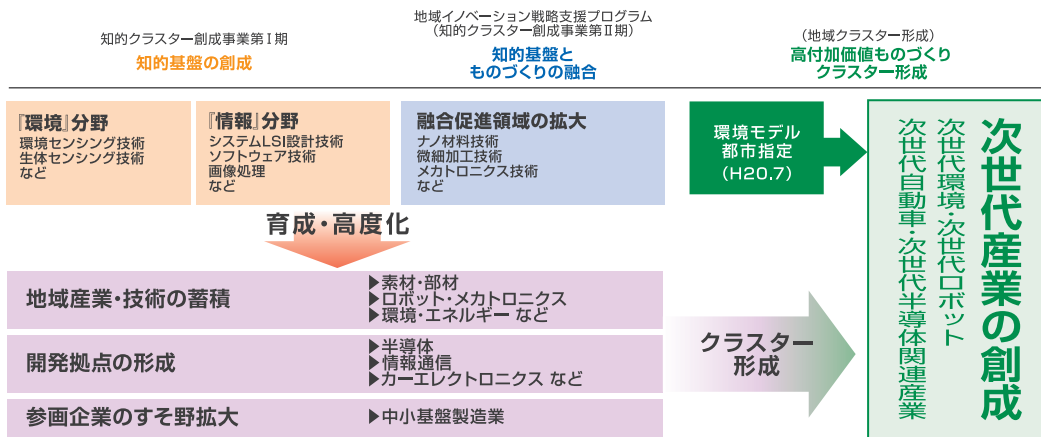 知的クラスター創成事業第Ⅰ期
知的基盤の創成
地域イノベーション戦略支援プログラム
(知的クラスター創成事業第Ⅱ期)
知的基盤と
ものづくりの融合
(地域クラスター形成)
高付加価値ものづくり
クラスター形成
『環境』分野
環境センシング技術
生体センシング技術
など
『情報』分野
システムLSI設計技術
ソフトウェア技術
画像処理
など
融合促進領域の拡大
ナノ材料技術
微細加工技術
メカトロニクス技術
など
環境モデル
都市指定
(H20.7)
次世代産業の創成
次世代環境・次世代ロボット
次世代自動車・次世代半導体関連産業
育成・高度化
地域産業・技術の蓄積
▶素材・部材
▶ロボット・メカトロニクス
▶環境・エネルギー など
開発拠点の形成
▶半導体
▶情報通信
▶カーエレクトロニクス など
参画企業のすそ野拡大
▶中小基盤製造業
クラスター
形成